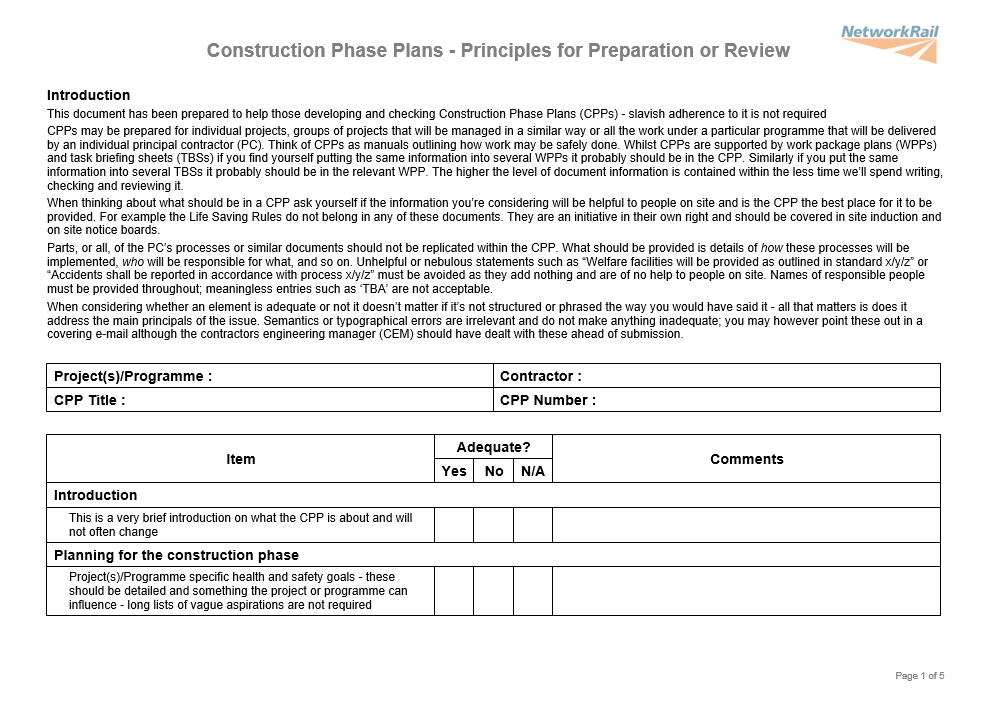 NetworkRail
Construction Phase Plans - Principles for Preparation or Review
Introduction
This document has been prepared to help those developing and checking Construction Phase Plans (CPPs) - slavish adherence to it is not required
CPPs may be prepared for individual projects, groups of projects that will be managed in a similar way or all the work under a particular programme that will be delivered
by an individual principal contractor (PC). Think of CPPs as manuals outlining how work may be safely done. Whilst CPPs are supported by work package plans (WPPs)
and task briefing sheets (TBSs) if you find yourself putting the same information into several WPPs it probably should be in the CPP. Similarly if you put the same
information into several TBSs it probably should be in the relevant WPP. The higher the level of document information is contained within the less time we'll spend writing,
checking and reviewing it.
When thinking about what should be in a CPP ask yourself if the information you're considering will be helpful to people on site and is the CPP the best place for it to be
provided. For example the Life Saving Rules do not belong in any of these documents. They are an initiative in their own right and should be covered in site induction and
on site notice boards.
Parts, or all, of the PC's processes or similar documents should not be replicated within the CPP. What should be provided is details of how these processes will be
implemented, who will be responsible for what, and so on. Unhelpful or nebulous statements such as “Welfare facilities will be provided as outlined in standard x/y/z” or
“Accidents shall be reported in accordance with process x/y/z” must be avoided as they add nothing and are of no help to people on site. Names of responsible people
must be provided throughout; meaningless entries such as ‘TBA’ are not acceptable.
When considering whether an element is adequate or not it doesn't matter if it's not structured or phrased the way you would have said it - all that matters is does it
address the main principals of the issue. Semantics or typographical errors are irrelevant and do not make anything inadequate; you may however point these out in a
covering e-mail although the contractors engineering manager (CEM) should have dealt with these ahead of submission.
Project(s)/Programme :
Contractor :
CPP Title :
CPP Number :
Item
Adequate?
Comments
Yes
No
N/A
Introduction
This is a very brief introduction on what the CPP is about and will
not often change
Planning for the construction phase
Project(s)/Programme specific health and safety goals - these
should be detailed and something the project or programme can
influence - long lists of vague aspirations are not required
Page 1 of 5